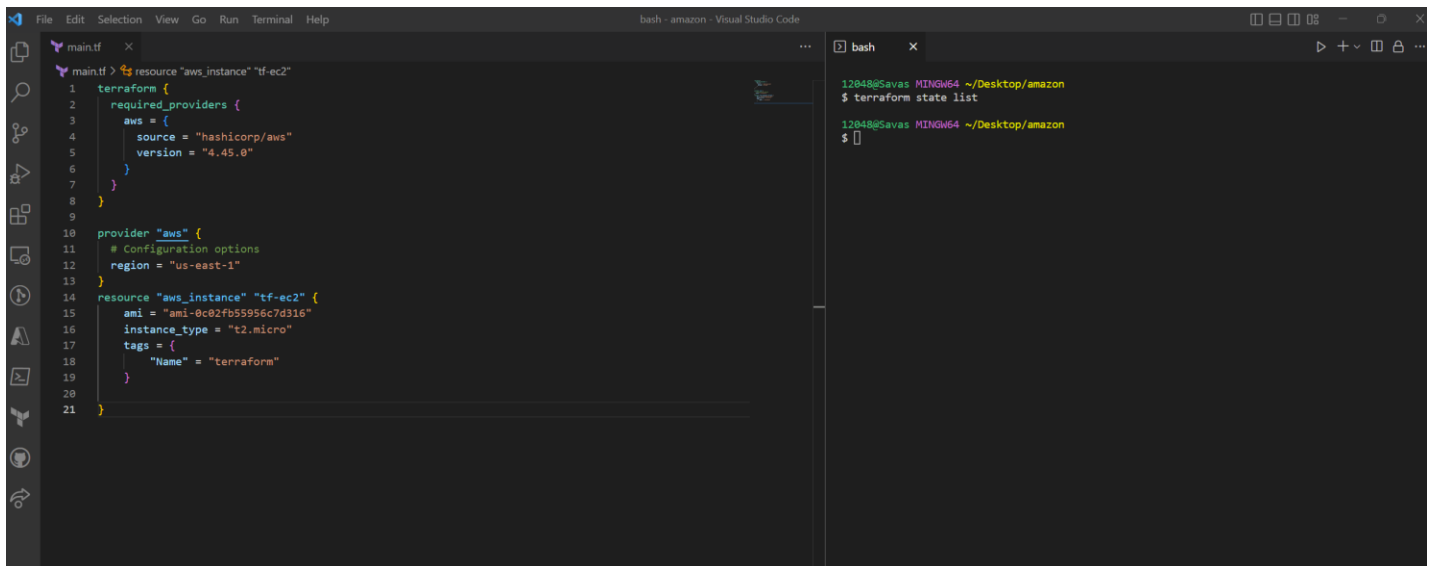 File Edit Selection View Go Run Terminal Help
bash - amazon - Visual Studio Code
main.tf
main.tf > resource "aws_instance" "tf-ec2"
1 terraform {
2 required_providers {
3 aws = {
4 source = "hashicorp/aws"
5 version = "4.45.0"
6 }
7 }
8 }
9
10 provider "aws" {
11 # Configuration options
12 region = "us-east-1"
13 }
14 resource "aws_instance" "tf-ec2" {
15 ami = "ami-0c02fb55956c7d316"
16 instance_type = "t2.micro"
17 tags = {
18 "Name" = "terraform"
19 }
20
21 }
bash
12048@Savas MINGW64 ~/Desktop/amazon
$ terraform state list
12048@Savas MINGW64 ~/Desktop/amazon
$